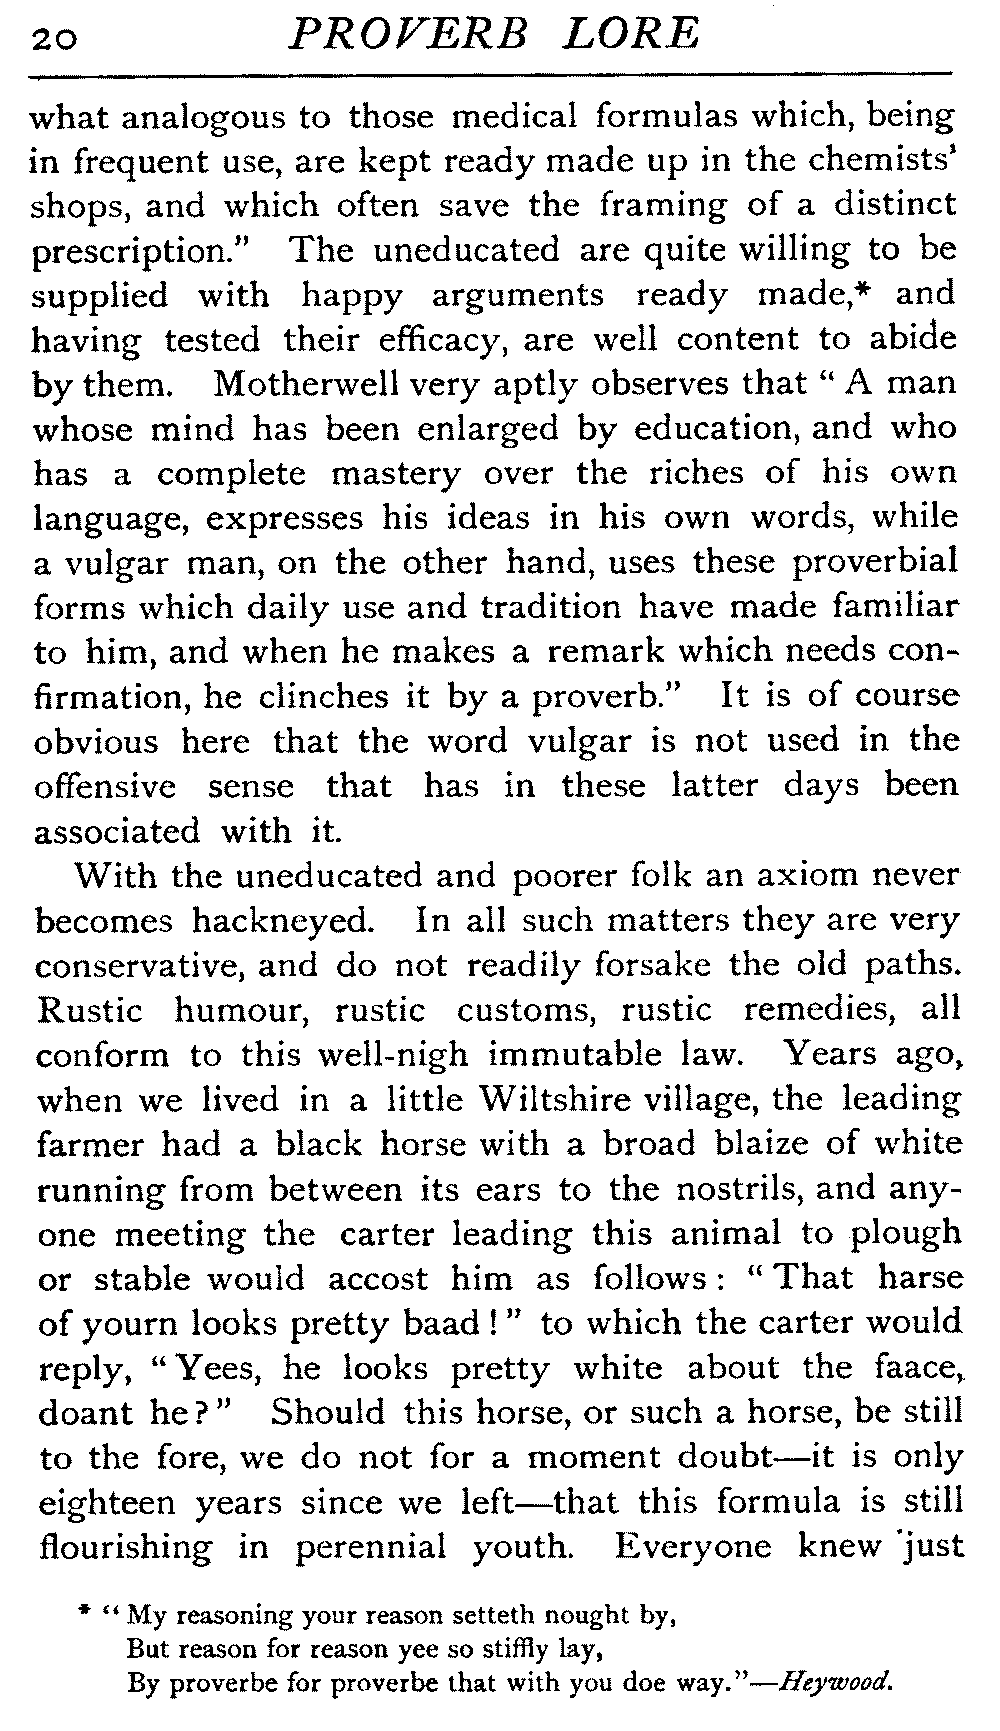 20 PROVERB LORE
what analogous to those medical formulas which, being
in frequent use, are kept ready made up in the chemists'
shops, and which often save the framing of a distinct
prescription." The uneducated are quite willing to be
supplied with happy arguments ready made,* and
having tested their efficacy, are well content to abide
by them. Motherwell very aptly observes that " A man
whose mind has been enlarged by education, and who
has a complete mastery over the riches of his own
language, expresses his ideas in his own words, while
a vulgar man, on the other hand, uses these proverbial
forms which daily use and tradition have made familiar
to him, and when he makes a remark which needs con-
firmation, he clinches it by a proverb." It is of course
obvious here that the word vulgar is not used in the
offensive sense that has in these latter days been
associated with it.
With the uneducated and poorer folk an axiom never
becomes hackneyed. In all such matters they are very
conservative, and do not readily forsake the old paths.
Rustic humour, rustic customs, rustic remedies, all
conform to this well-nigh immutable law. Years ago,
when we lived in a little Wiltshire village, the leading
farmer had a black horse with a broad blaize of white
running from between its ears to the nostrils, and any-
one meeting the carter leading this animal to plough
or stable would accost him as follows: " That harse
of yourn looks pretty baad!" to which the carter would
reply, " Yees, he looks pretty white about the faace,
doant he?" Should this horse, or such a horse, be still
to the fore, we do not for a moment doubt—it is only
eighteen years since we left—that this formula is still
flourishing in perennial youth. Everyone knew just
* " My reasoning your reason setteth nought by,
But reason for reason yee so stiffly lay,
By proverbe for proverbe that with you doe way."—Heywood.